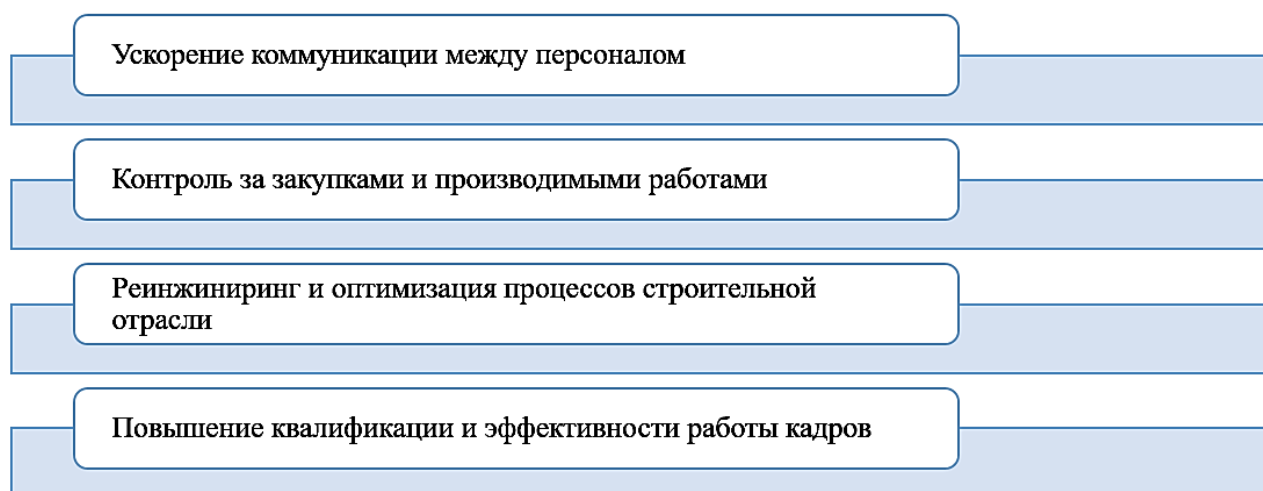 Ускорение коммуникации между персоналом
Контроль за закупками и производимыми работами
Реинжиниринг и оптимизация процессов строительной
отрасли
Повышение квалификации и эффективности работы кадров